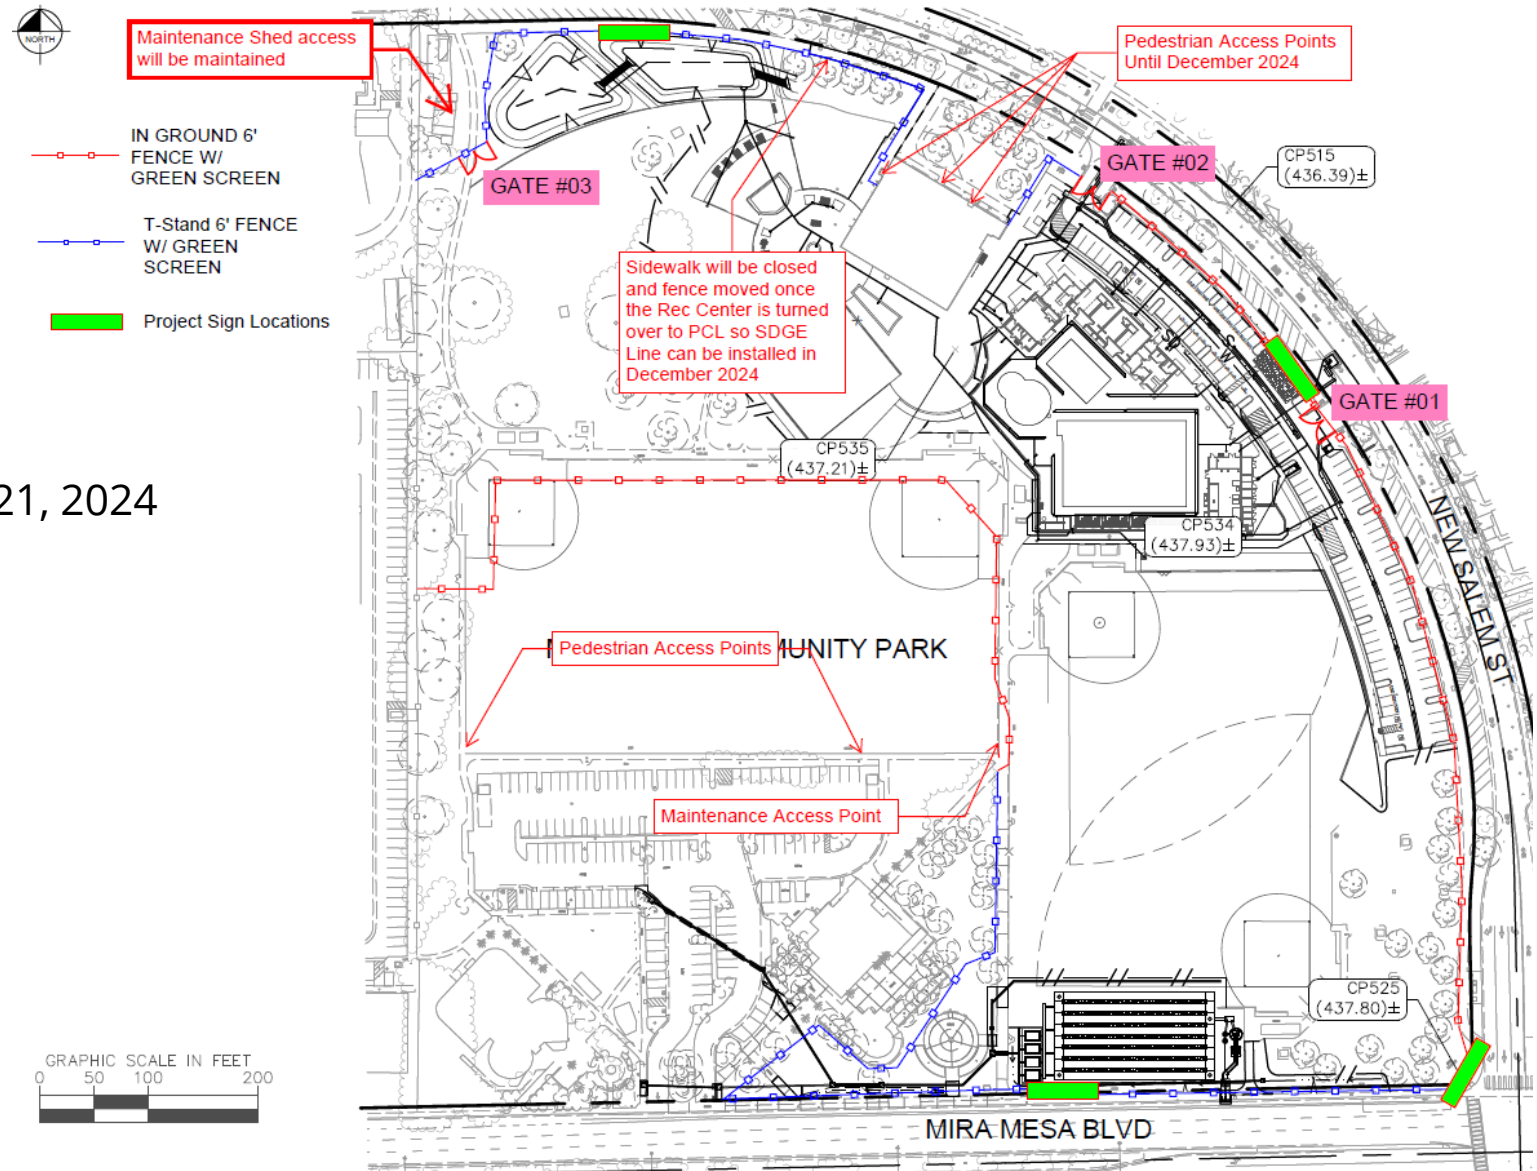 NORTH
Maintenance Shed access
will be maintained
IN GROUND 6'
FENCE W/
GREEN SCREEN
T-Stand 6' FENCE
W/ GREEN
SCREEN
Project Sign Locations
Pedestrian Access Points
Until December 2024
GATE #03
GATE #02
CP515
(436.39)±
Sidewalk will be closed
and fence moved once
the Rec Center is turned
over to PCL so SDGE
Line can be installed in
December 2024
GATE #01
CP535
(437.21)±
21, 2024
CP534
(437.93)±
NEW SALEM ST
Pedestrian Access Points
MUNITY PARK
Maintenance Access Point
CP525
(437.80)±
GRAPHIC SCALE IN FEET
0 50 100 200
MIRA MESA BLVD